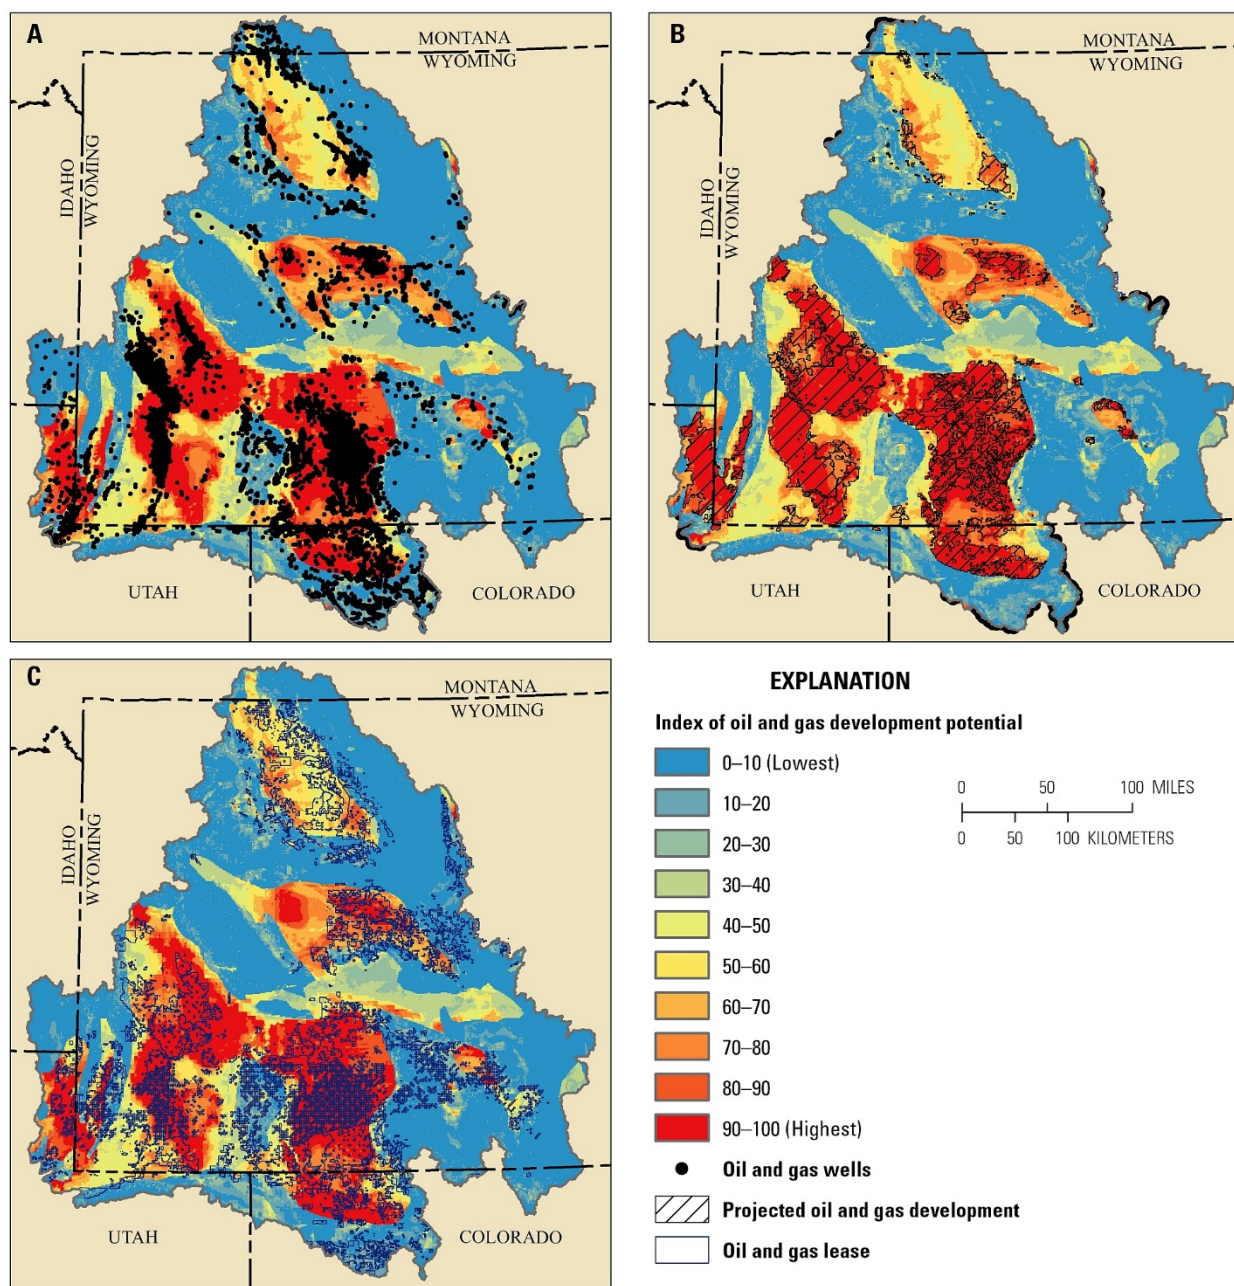 A
MONTANA
WYOMING
IDAHO
WYOMING
UTAH
COLORADO
B
MONTANA
WYOMING
IDAHO
WYOMING
UTAH
COLORADO
C
MONTANA
WYOMING
IDAHO
WYOMING
UTAH
COLORADO
EXPLANATION
Index of oil and gas development potential
0–10 (Lowest)
10–20
20–30
30–40
40–50
50–60
60–70
70–80
80–90
90–100 (Highest)
Oil and gas wells
Projected oil and gas development
Oil and gas lease
0 50 100 MILES
0 50 100 KILOMETERS